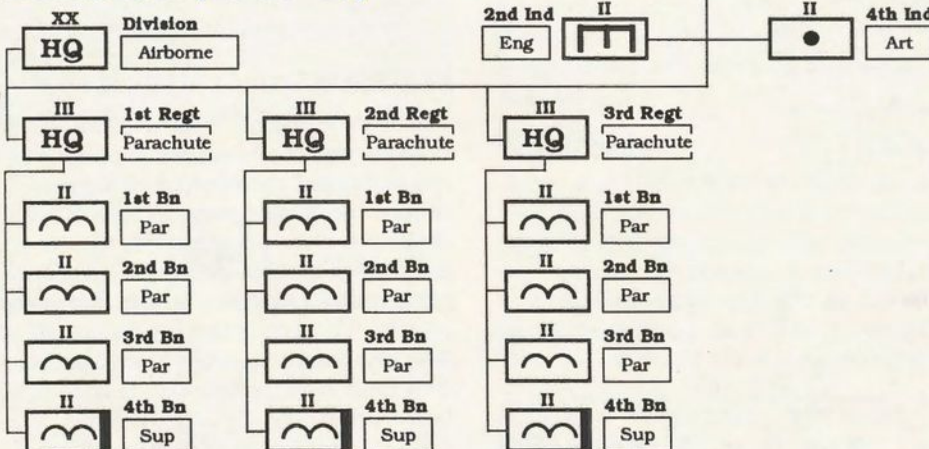 XX Division 2nd Ind II II 4th Ind
HQ Airborne Eng Art
III 1st Regt III 2nd Regt III 3rd Regt
HQ Parachute HQ Parachute HQ Parachute
II 1st Bn II 1st Bn II 1st Bn
Par Par Par
II 2nd Bn II 2nd Bn II 2nd Bn
Par Par Par
II 3rd Bn II 3rd Bn II 3rd Bn
Par Par Par
II 4th Bn II 4th Bn II 4th Bn
Sup Sup Sup